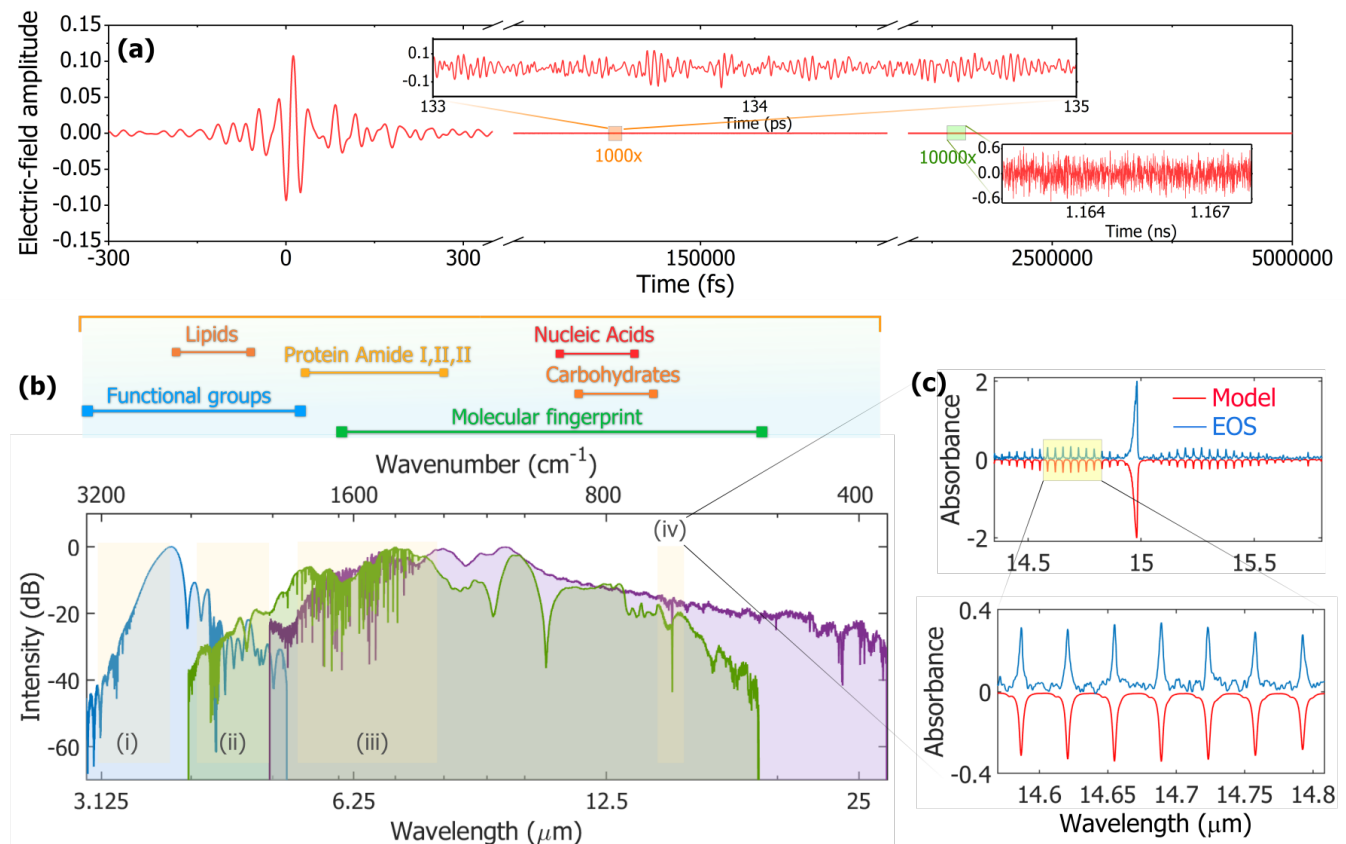 (a)
Electric-field amplitude
0.15
0.10
0.05
0.00
-0.05
-0.10
-0.15
0.1
-0.1
133 134 135
Time (ps)
1000x
10000x
0.6
0.0
-0.6
1.164 1.167
Time (ns)
-300 0 300 150000 2500000 5000000
Time (fs)
Lipids
Nucleic Acids
Protein Amide I,II,II
Carbohydrates
Functional groups
Molecular fingerprint
(b)
Wavenumber (cm-1)
3200 1600 800 400
Intensity (dB)
0
-20
-40
-60
(i) (ii) (iii) (iv)
3.125 6.25 12.5 25
Wavelength (μm)
(c)
Absorbance
2
0
-2
Model
EOS
14.5 15 15.5
Absorbance
0.4
0
-0.4
14.6 14.65 14.7 14.75 14.8
Wavelength (μm)